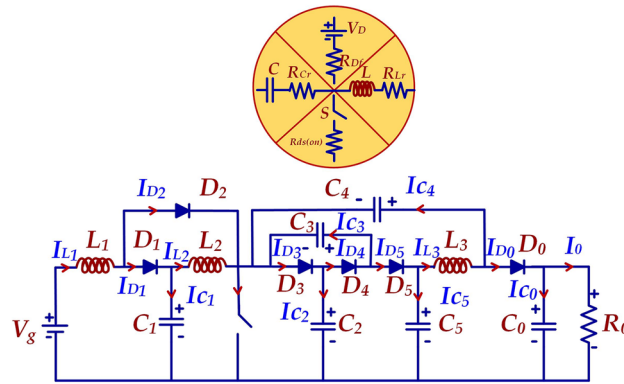 V_D
R_Df
C R_Cr L R_Lr
S
Rds(on)
C_4 Ic_4
I_D2 D_2
C_3 Ic_3
L_1 D_1 L_2 L_3 D_0
I_L1 I_L2 I_D3 I_D4 I_D5 I_L3 I_D0 I_0
I_D1 D_3 D_4 D_5
Ic_1 Ic_2 Ic_5 Ic_0
V_g C_1 C_2 C_5 C_0 R_0